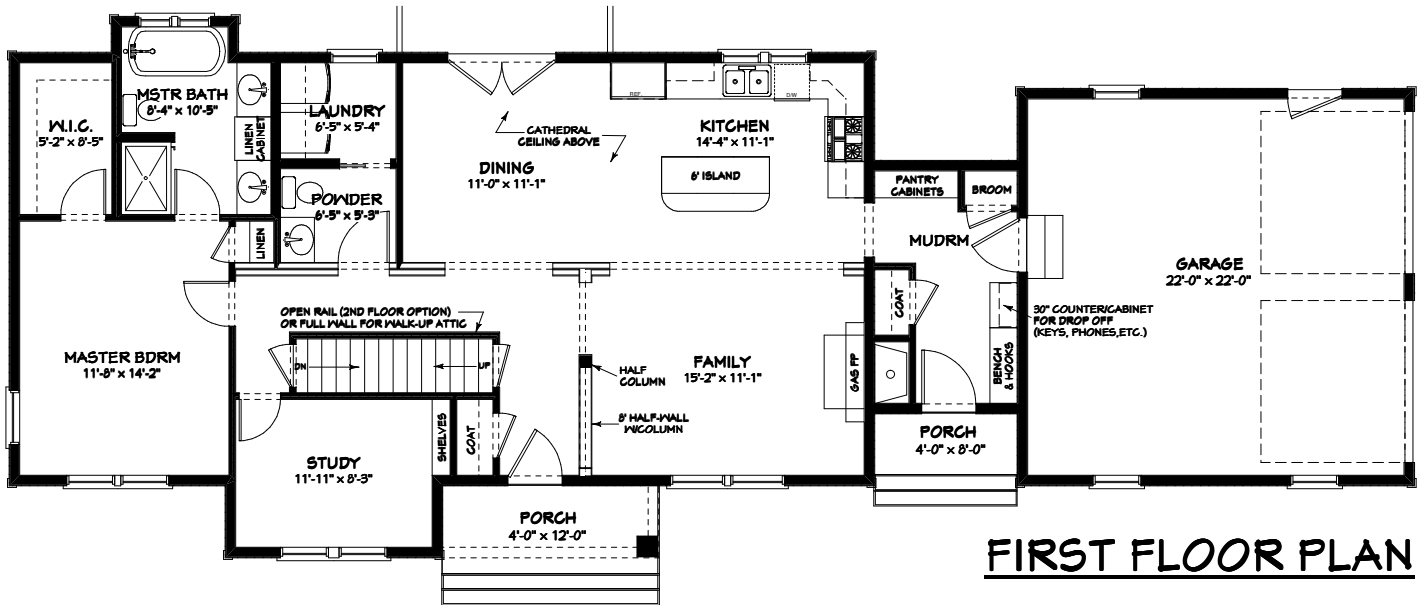 MSTR BATH
8'-4" x 10'-5"
W.I.C.
5'-2" x 8'-5"
LINEN
CABINET
LAUNDRY
6'-5" x 5'-4"
POWDER
6'-5" x 5'-3"
LINEN
CATHEDRAL
CEILING ABOVE
DINING
11'-0" x 11'-1"
REF.
D/W
KITCHEN
14'-4" x 11'-1"
6' ISLAND
PANTRY
CABINETS
BROOM
MUDRM
GARAGE
22'-0" x 22'-0"
COAT
30" COUNTER/CABINET
FOR DROP OFF
(KEYS, PHONES,ETC.)
BENCH
& HOOKS
OPEN RAIL (2ND FLOOR OPTION)
OR FULL WALL FOR WALK-UP ATTIC
DN
UP
MASTER BDRM
11'-8" x 14'-2"
HALF
COLUMN
FAMILY
15'-2" x 11'-1"
GAS FP
8' HALF-WALL
W/COLUMN
SHELVES
COAT
STUDY
11'-11" x 8'-3"
PORCH
4'-0" x 8'-0"
PORCH
4'-0" x 12'-0"
FIRST FLOOR PLAN